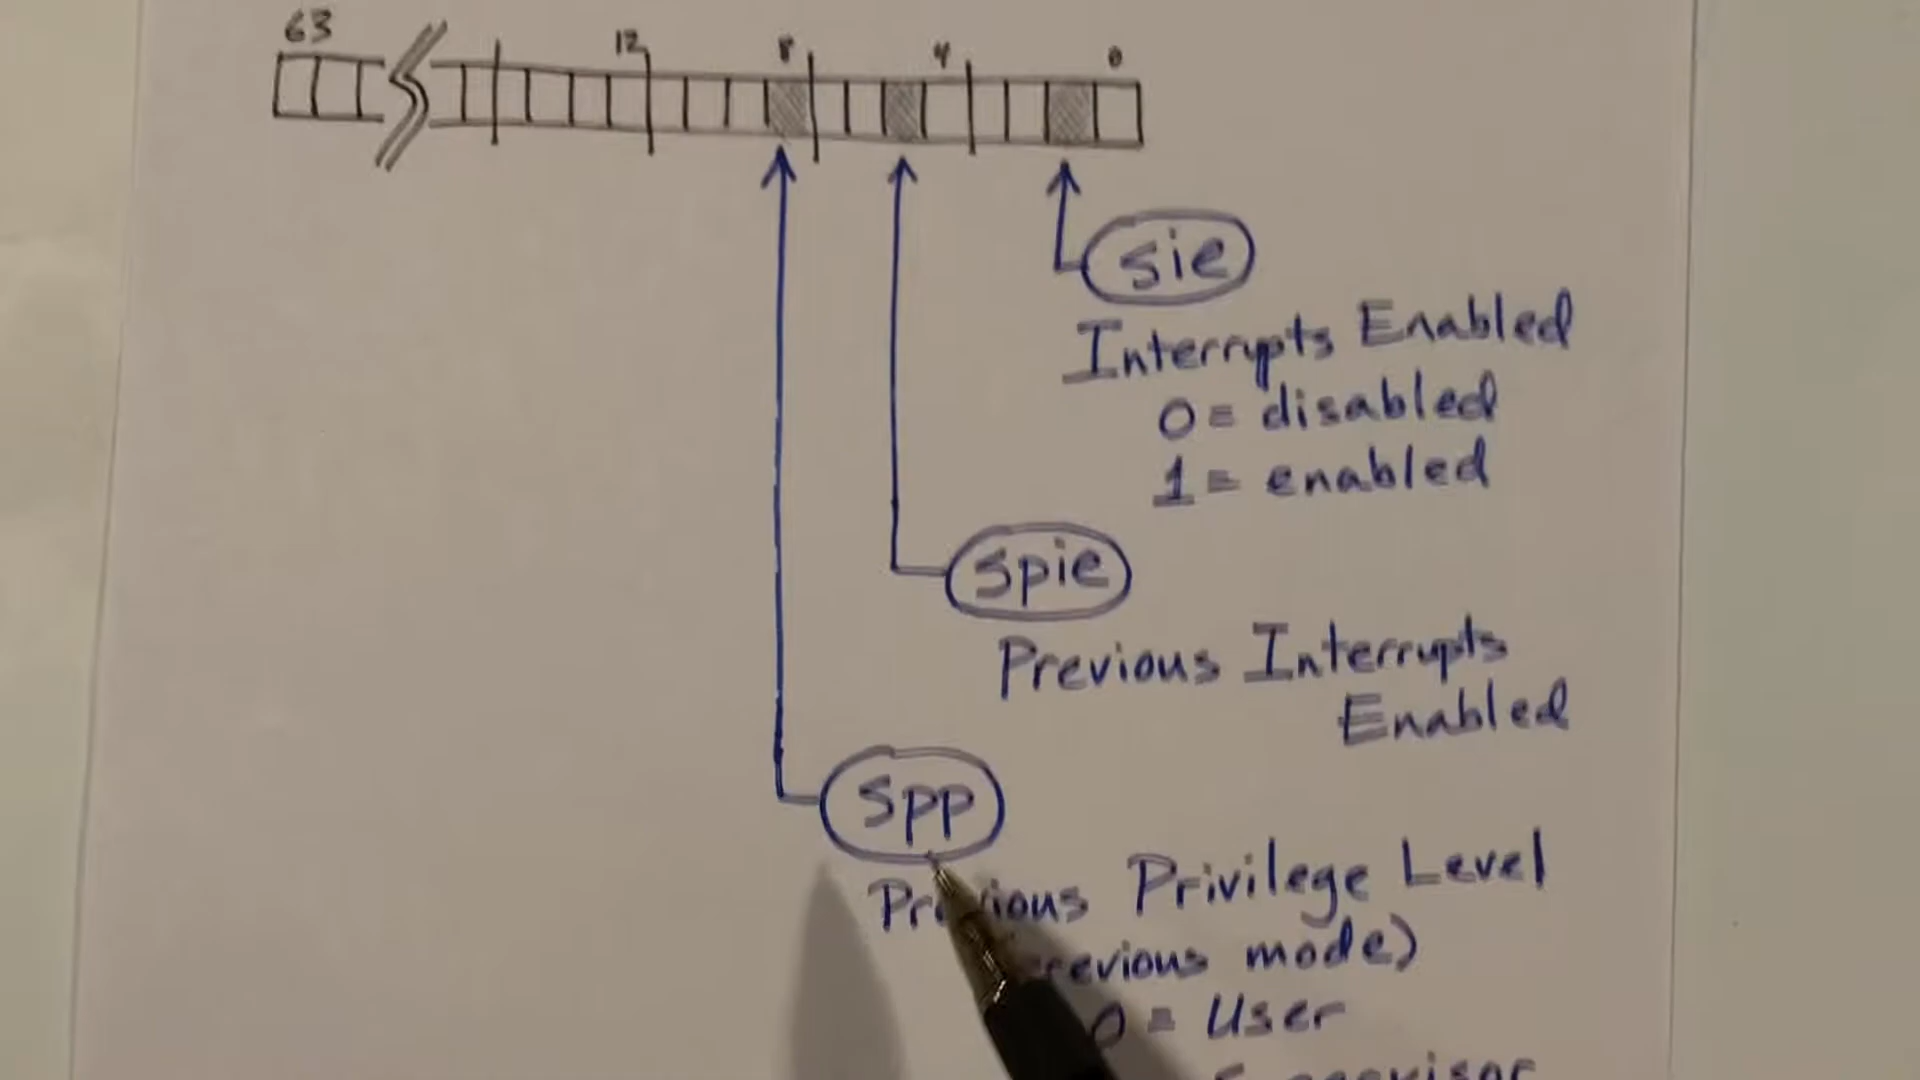 63 12 8 4 0
sie
Interrupts Enabled
0 = disabled
1 = enabled
spie
Previous Interrupts
Enabled
spp
Privilege Level
mode)
0 = User